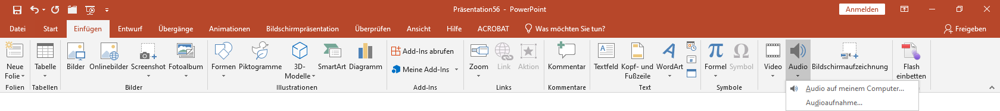 Präsentation56 - PowerPoint
Anmelden
Datei Start Einfügen Entwurf Übergänge Animationen Bildschirmpräsentation Überprüfen Ansicht Hilfe ACROBAT Was möchten Sie tun? Freigeben
Neue Folie
Tabelle
Bilder
Onlinebilder
Screenshot
Fotoalbum
Formen
Piktogramme
3D-Modelle
SmartArt
Diagramm
Add-Ins abrufen
Meine Add-Ins
Zoom
Link
Aktion
Kommentar
Textfeld
Kopf- und Fußzeile
WordArt
Formel
Symbol
Video
Audio
Bildschirmaufzeichnung
Flash einbetten
Folien Tabellen Bilder Illustrationen Add-Ins Links Kommentare Text Symbole
Audio auf meinem Computer...
Audioaufnahme...